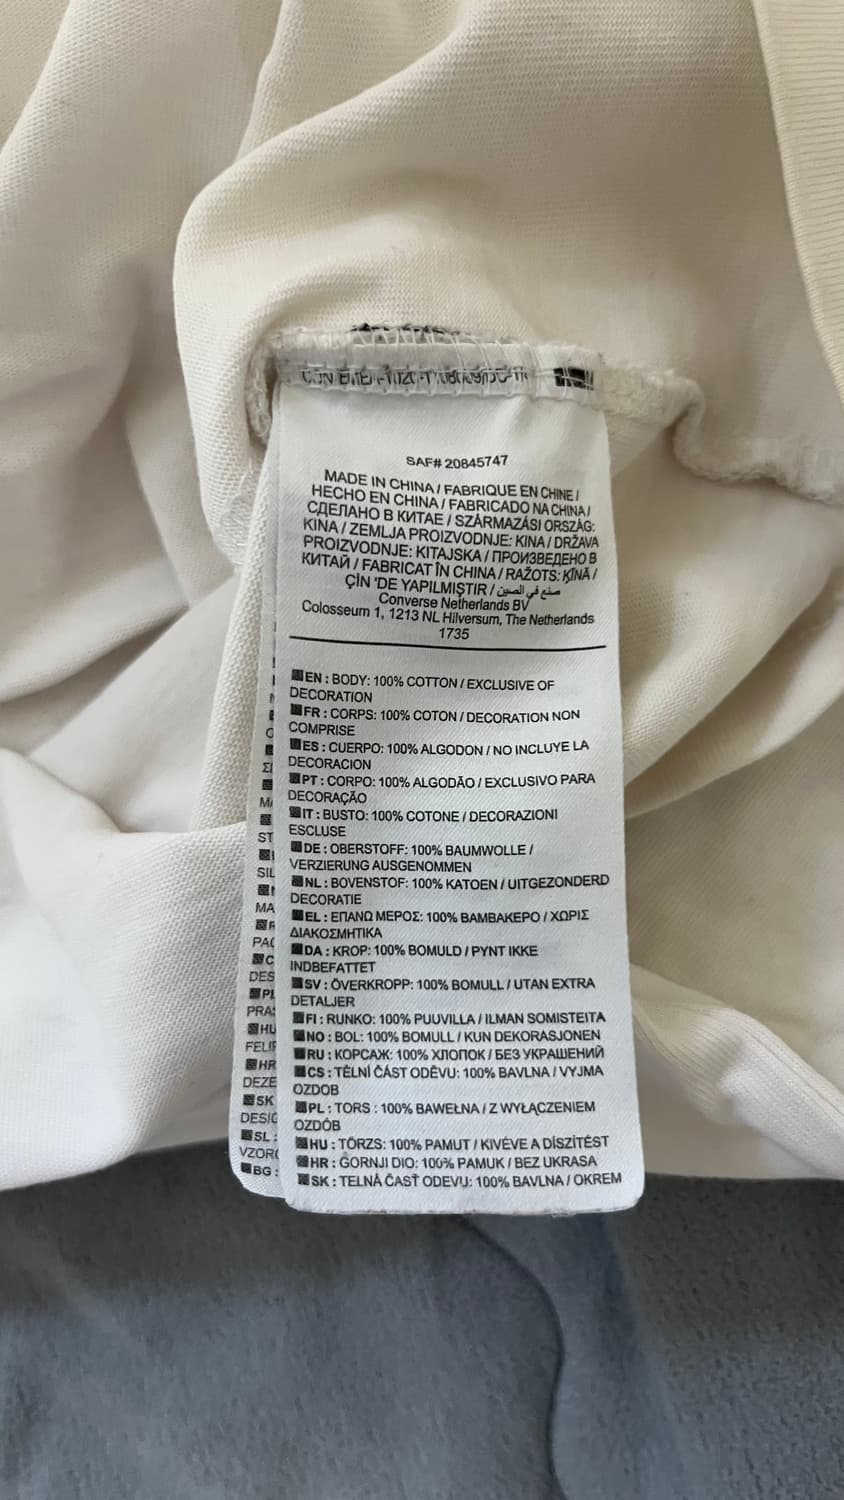 SAF# 20845747
MADE IN CHINA / FABRIQUE EN CHINE /
HECHO EN CHINA / FABRICADO NA CHINA /
СДЕЛАНО В КИТАЕ / SZÁRMAZÁSI ORSZÁG:
KINA / ZEMLJA PROIZVODNJE: KINA / DRŽAVA
PROIZVODNJE: KITAJSKA / ПРОИЗВЕДЕНО В
КИТАЙ / FABRICAT ÎN CHINA / RAŽOTS: ĶĪNĀ /
ÇİN 'DE YAPILMIŞTIR / صنع في الصين
Converse Netherlands BV
Colosseum 1, 1213 NL Hilversum, The Netherlands
1735
EN : BODY: 100% COTTON / EXCLUSIVE OF
DECORATION
FR : CORPS: 100% COTON / DECORATION NON
COMPRISE
ES : CUERPO: 100% ALGODON / NO INCLUYE LA
DECORACION
PT : CORPO: 100% ALGODÃO / EXCLUSIVO PARA
DECORAÇÃO
IT : BUSTO: 100% COTONE / DECORAZIONI
ESCLUSE
DE : OBERSTOFF: 100% BAUMWOLLE /
VERZIERUNG AUSGENOMMEN
NL : BOVENSTOF: 100% KATOEN / UITGEZONDERD
DECORATIE
EL : ΕΠΑΝΩ ΜΕΡΟΣ: 100% ΒΑΜΒΑΚΕΡΟ / ΧΩΡΙΣ
ΔΙΑΚΟΣΜΗΤΙΚΑ
DA : KROP: 100% BOMULD / PYNT IKKE
INDBEFATTET
SV : ÖVERKROPP: 100% BOMULL / UTAN EXTRA
DETALJER
FI : RUNKO: 100% PUUVILLA / ILMAN SOMISTEITA
NO : BOL: 100% BOMULL / KUN DEKORASJONEN
RU : КОРСАЖ: 100% ХЛОПОК / БЕЗ УКРАШЕНИЙ
CS : TĚLNÍ ČÁST ODĚVU: 100% BAVLNA / VYJMA
OZDOB
PL : TORS : 100% BAWEŁNA / Z WYŁĄCZENIEM
OZDÓB
HU : TÖRZS: 100% PAMUT / KIVÉVE A DÍSZÍTÉST
HR : GORNJI DIO: 100% PAMUK / BEZ UKRASA
SK : TELNÁ ČASŤ ODEVU: 100% BAVLNA / OKREM
PL
HU
HR
SK
SL :
BG :